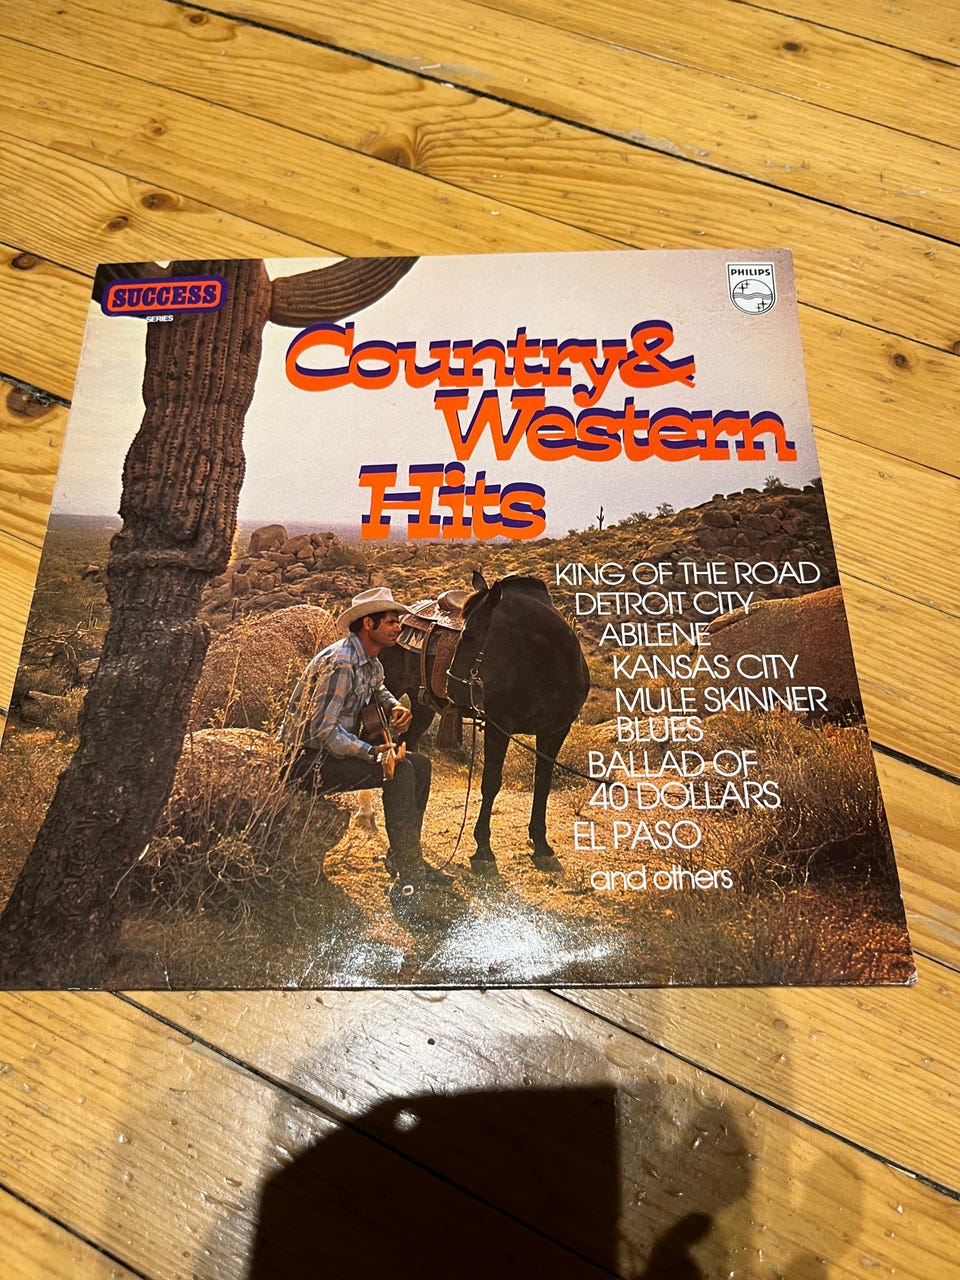 SUCCESS
SERIES
PHILIPS
Country &
Western
Hits
KING OF THE ROAD
DETROIT CITY
ABILENE
KANSAS CITY
MULE SKINNER
BLUES
BALLAD OF
40 DOLLARS
EL PASO
and others